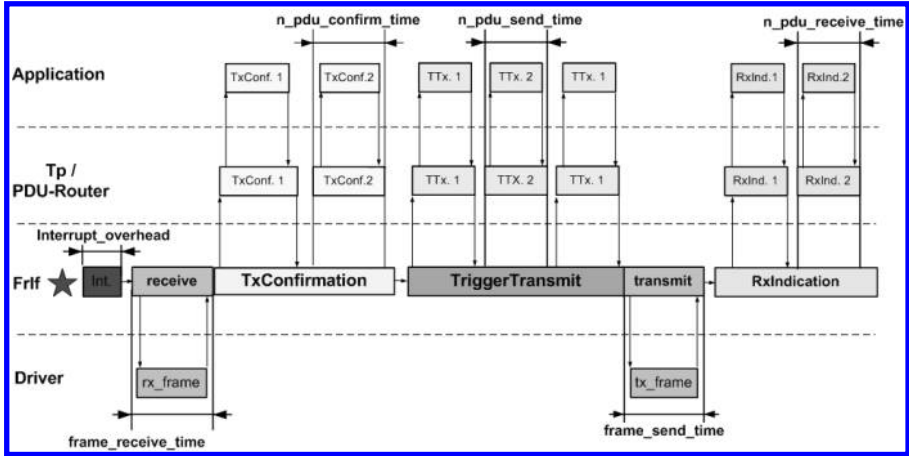 n_pdu_confirm_time
n_pdu_send_time
n_pdu_receive_time
Application
TxConf. 1
TxConf.2
TTx. 1
TTx. 2
TTx. 1
RxInd.1
RxInd.2
Tp /
PDU-Router
TxConf. 1
TxConf.2
TTx. 1
TTX. 2
TTx. 1
RxInd. 1
RxInd. 2
Interrupt_overhead
FrIf
Int.
receive
TxConfirmation
TriggerTransmit
transmit
RxIndication
Driver
rx_frame
tx_frame
frame_receive_time
frame_send_time